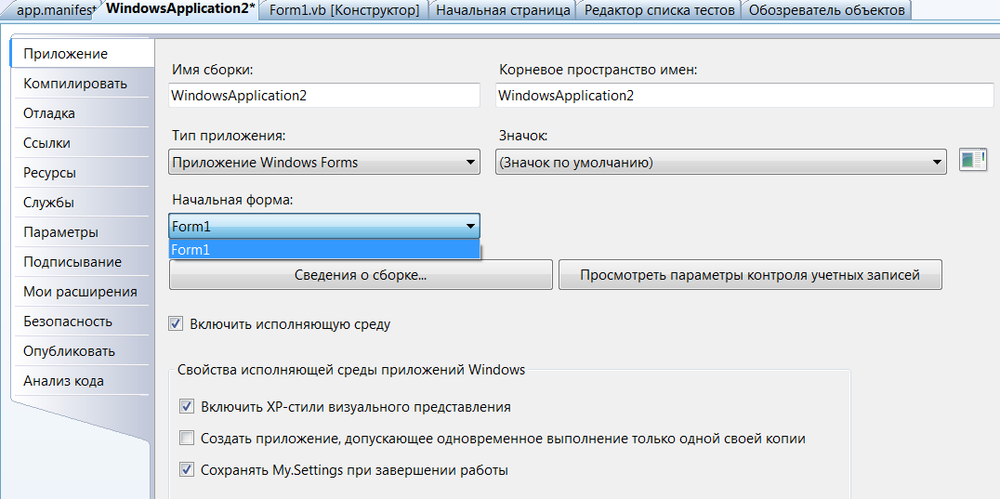 app.manifest WindowsApplication2* Form1.vb [Конструктор] Начальная страница Редактор списка тестов Обозреватель объектов
Приложение
Компилировать
Отладка
Ссылки
Ресурсы
Службы
Параметры
Подписывание
Мои расширения
Безопасность
Опубликовать
Анализ кода
Имя сборки: Корневое пространство имен:
WindowsApplication2 WindowsApplication2
Тип приложения: Значок:
Приложение Windows Forms (Значок по умолчанию)
Начальная форма:
Form1
Form1
Сведения о сборке... Просмотреть параметры контроля учетных записей
Включить исполняющую среду
Свойства исполняющей среды приложений Windows
Включить XP-стили визуального представления
Создать приложение, допускающее одновременное выполнение только одной своей копии
Сохранять My.Settings при завершении работы